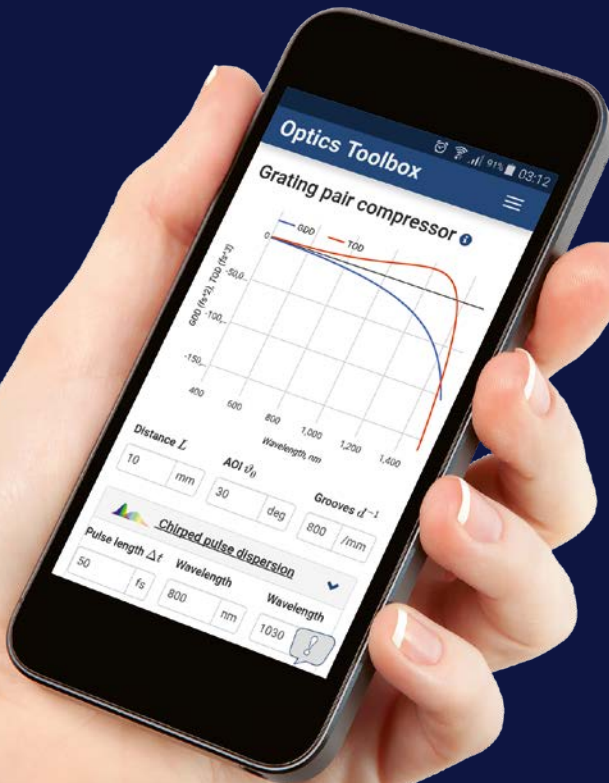 91% 03:12
Optics Toolbox
Grating pair compressor
GDD TOD
GDD (fs^2), TOD (fs^3)
0
-50,0...
-100,...
-150,...
400 600 800 1,000 1,200 1,400
Wavelength, nm
Distance L AOI ϑ₀ Grooves d⁻¹
10 mm 30 deg 800 /mm
Chirped pulse dispersion
Pulse length Δt Wavelength Wavelength
50 fs 800 nm 1030